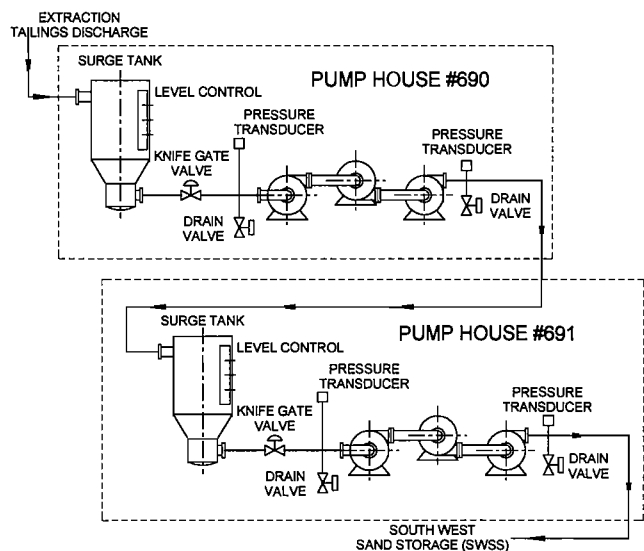 EXTRACTION
TAILINGS DISCHARGE
SURGE TANK
PUMP HOUSE #690
LEVEL CONTROL
PRESSURE
TRANSDUCER
PRESSURE
TRANSDUCER
KNIFE GATE
VALVE
DRAIN
VALVE
DRAIN
VALVE
SURGE TANK
PUMP HOUSE #691
LEVEL CONTROL
PRESSURE
TRANSDUCER
PRESSURE
TRANSDUCER
KNIFE GATE
VALVE
DRAIN
VALVE
DRAIN
VALVE
SOUTH WEST
SAND STORAGE (SWSS)